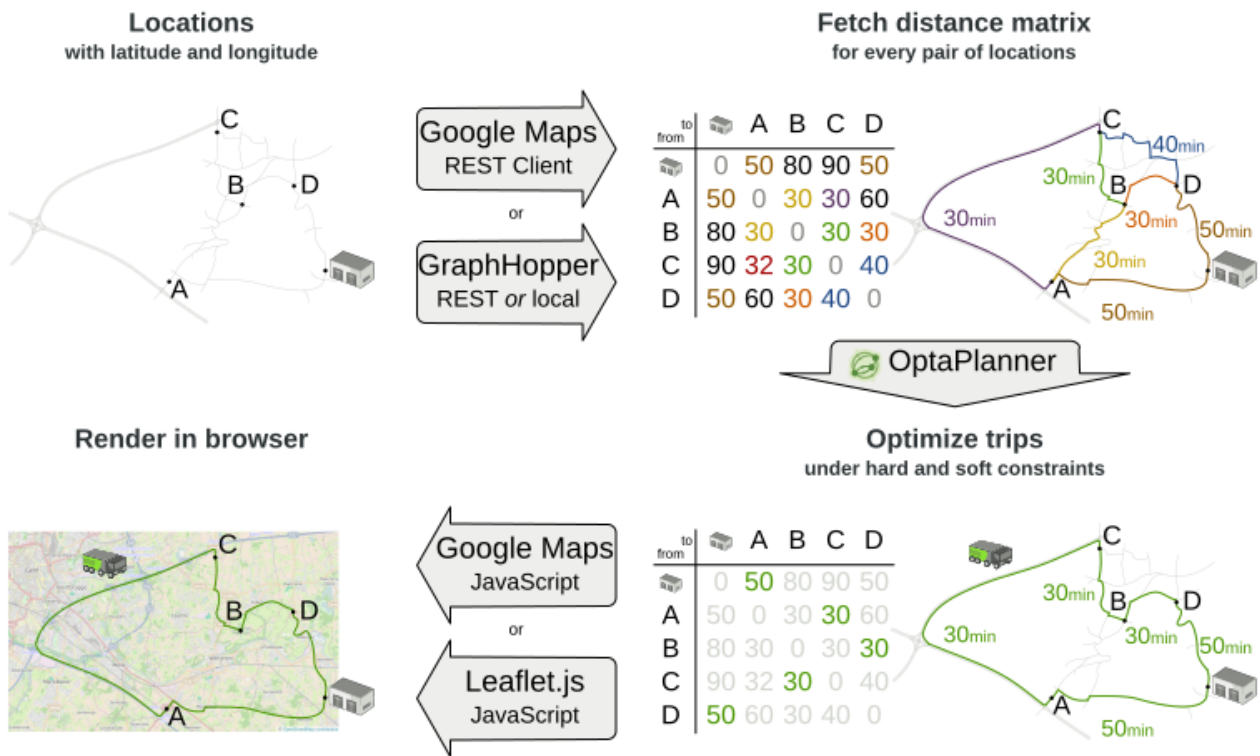 Locations
with latitude and longitude
C
B
D
A
Google Maps
REST Client
or
GraphHopper
REST or local
Fetch distance matrix
for every pair of locations
to
from
A B C D
0 50 80 90 50
A 50 0 30 30 60
B 80 30 0 30 30
C 90 32 30 0 40
D 50 60 30 40 0
C
40min
30min
B
D
30min
30min
50min
30min
A
50min
OptaPlanner
Render in browser
C
B
D
A
Google Maps
JavaScript
or
Leaflet.js
JavaScript
Optimize trips
under hard and soft constraints
to
from
A B C D
0 50 80 90 50
A 50 0 30 30 60
B 80 30 0 30 30
C 90 32 30 0 40
D 50 60 30 40 0
C
30min
B
D
30min
30min
50min
A
50min